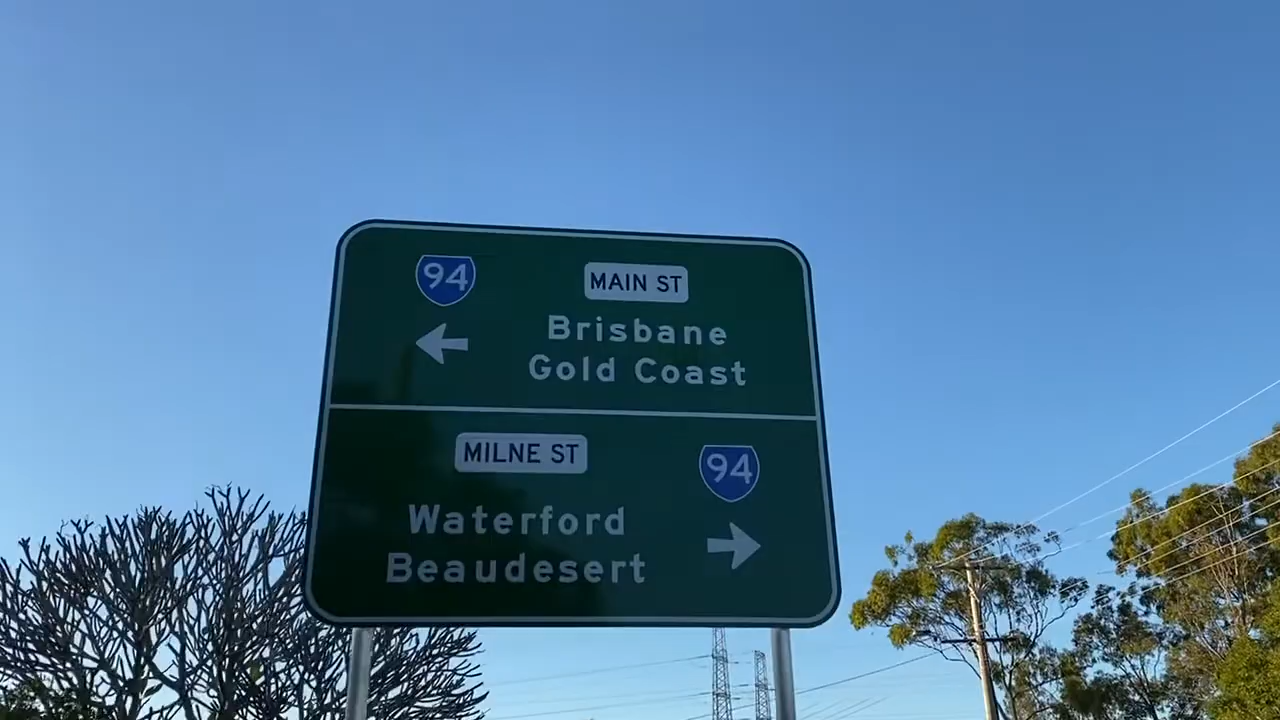 94
MAIN ST
Brisbane
Gold Coast
MILNE ST
94
Waterford
Beaudesert